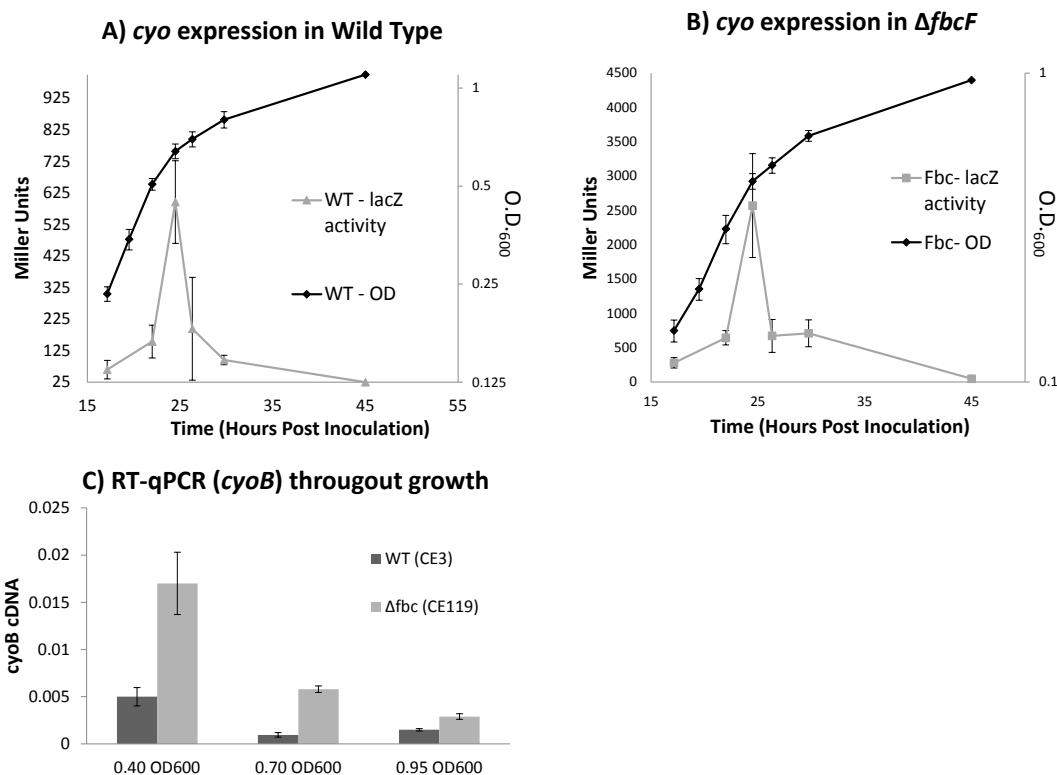 A) cyo expression in Wild Type
925
825
725
625
525
425
325
225
125
25
Miller Units
1
0.5
0.25
0.125
O.D.600
WT - lacZ
activity
WT - OD
15 25 35 45 55
Time (Hours Post Inoculation)
B) cyo expression in ΔfbcF
4500
4000
3500
3000
2500
2000
1500
1000
500
0
Miller Units
1
0.1
O.D.600
Fbc- lacZ
activity
Fbc- OD
15 25 35 45
Time (Hours Post Inoculation)
C) RT-qPCR (cyoB) througout growth
0.025
0.02
0.015
0.01
0.005
0
cyoB cDNA
WT (CE3)
Δfbc (CE119)
0.40 OD600 0.70 OD600 0.95 OD600